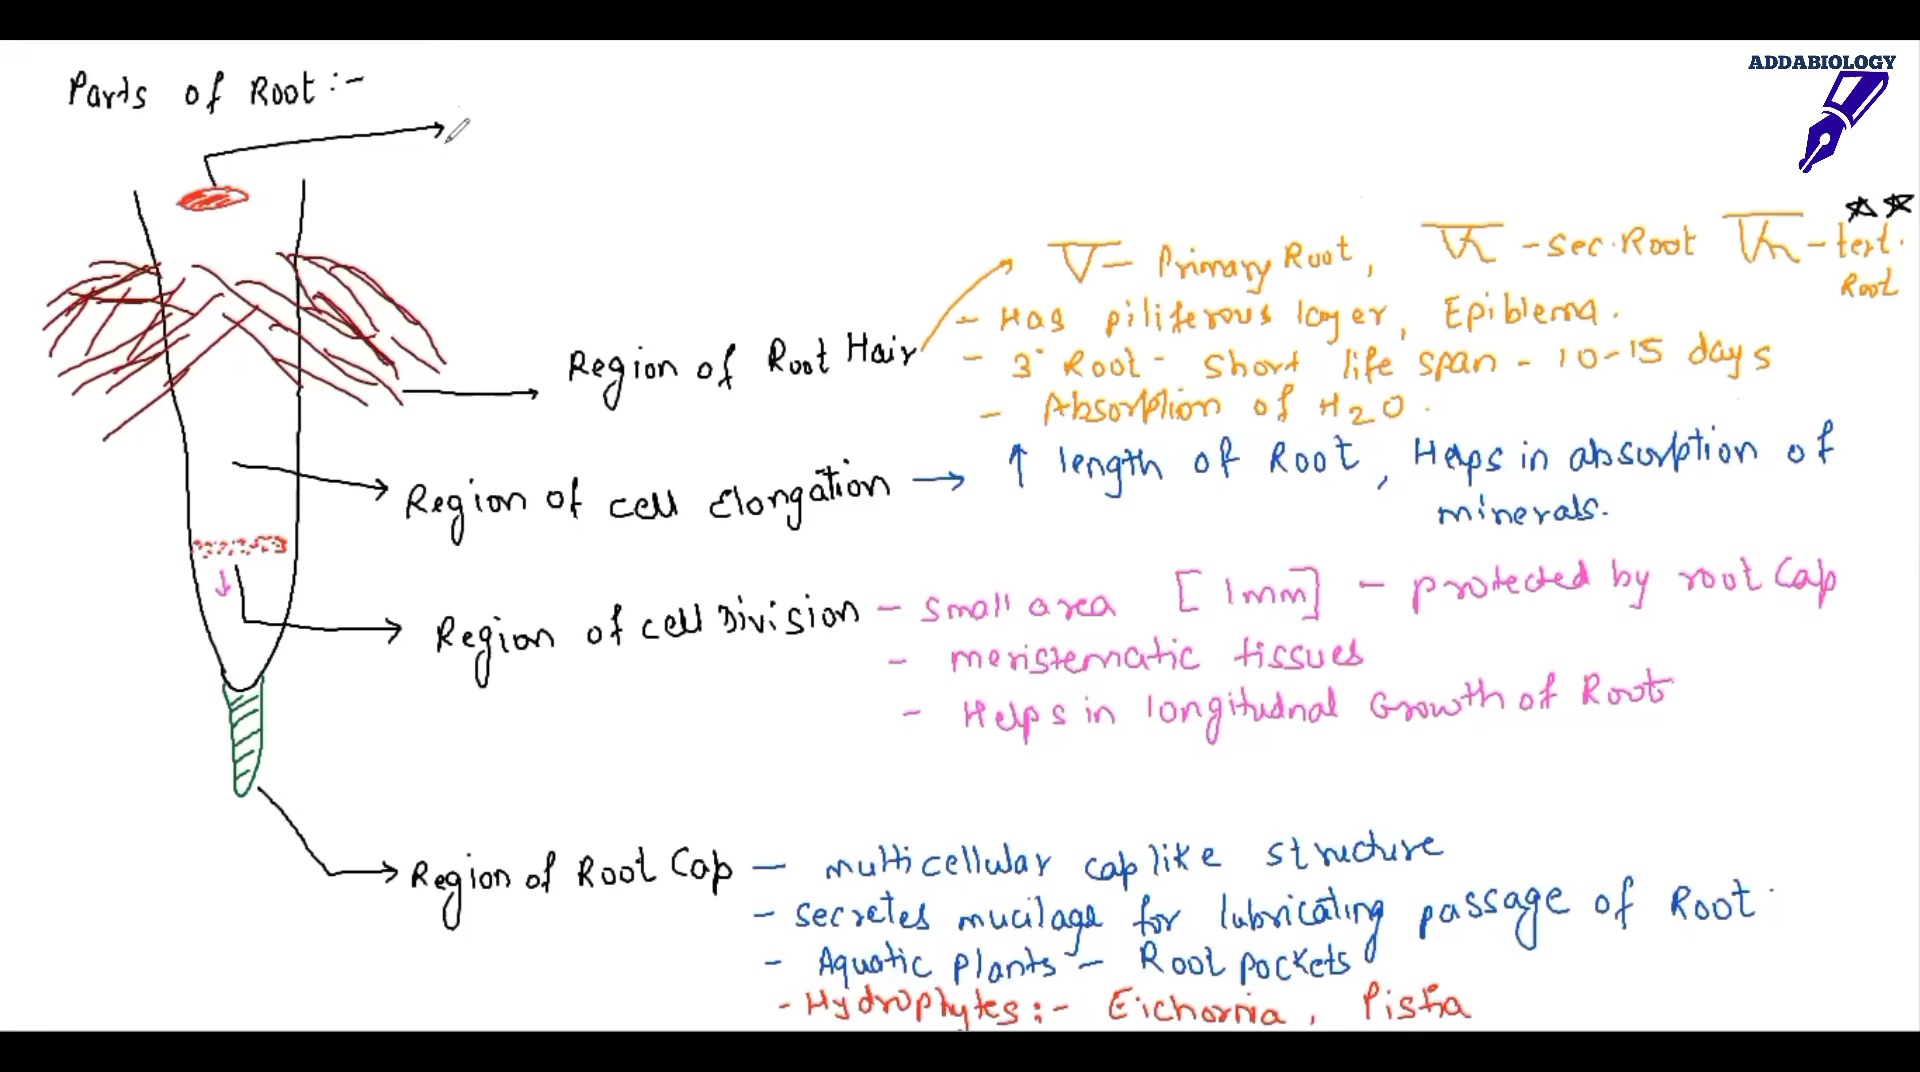 ADDABIOLOGY
Parts of Root:-
- Primary Root, - Sec. Root - tert. Root
Region of Root Hair
- Has piliferous layer, Epiblema.
- 3° Root - Short life span - 10-15 days
- Absorption of H2O.
Region of cell Elongation → ↑ length of Root, Helps in absorption of minerals.
Region of cell Division - Small area [1mm] - protected by root Cap
- meristematic tissues
- Helps in longitudnal Growth of Root
Region of Root Cap - multicellular cap like structure
- secretes mucilage for lubricating passage of Root.
- Aquatic plants - Root pockets
- Hydrophytes:- Eichornia, Pistia